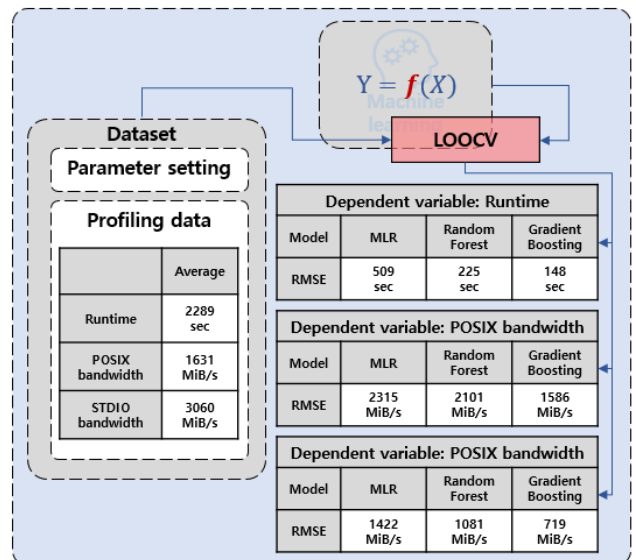 Machine
learning
Y = f(X)
LOOCV
Dataset
Parameter setting
Profiling data
Average
Runtime
2289
sec
POSIX
bandwidth
1631
MiB/s
STDIO
bandwidth
3060
MiB/s
Dependent variable: Runtime
Model
MLR
Random
Forest
Gradient
Boosting
RMSE
509
sec
225
sec
148
sec
Dependent variable: POSIX bandwidth
Model
MLR
Random
Forest
Gradient
Boosting
RMSE
2315
MiB/s
2101
MiB/s
1586
MiB/s
Dependent variable: POSIX bandwidth
Model
MLR
Random
Forest
Gradient
Boosting
RMSE
1422
MiB/s
1081
MiB/s
719
MiB/s